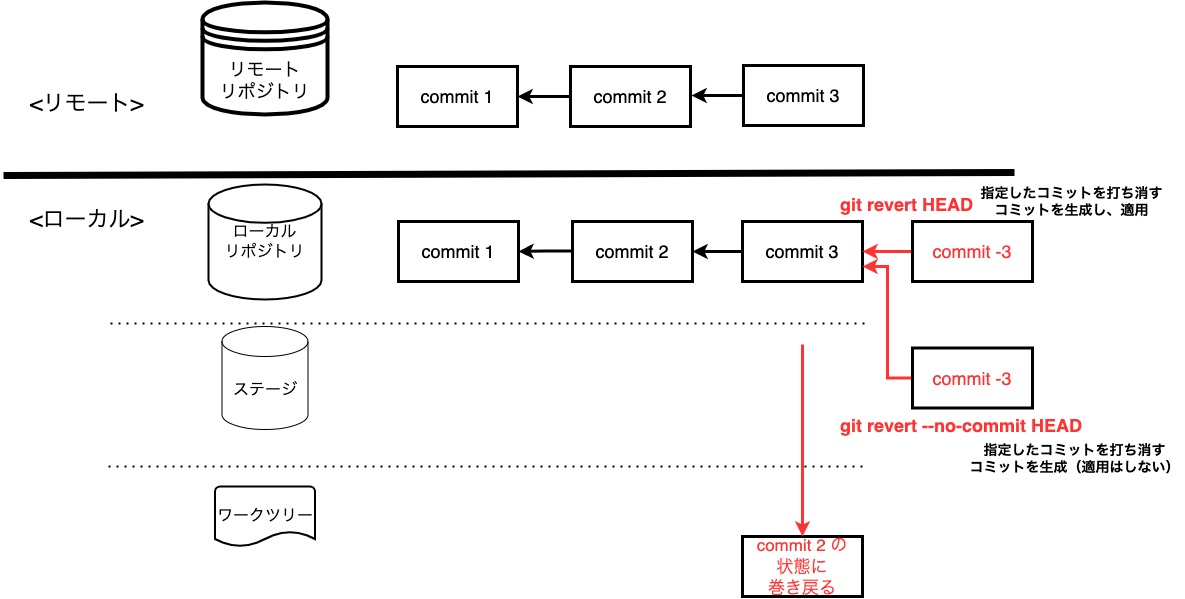 <リモート>
リモート
リポジトリ
commit 1
commit 2
commit 3
<ローカル>
ローカル
リポジトリ
git revert HEAD
指定したコミットを打ち消す
コミットを生成し、適用
commit 1
commit 2
commit 3
commit -3
ステージ
commit -3
git revert --no-commit HEAD
指定したコミットを打ち消す
コミットを生成（適用はしない）
ワークツリー
commit 2 の
状態に
巻き戻る